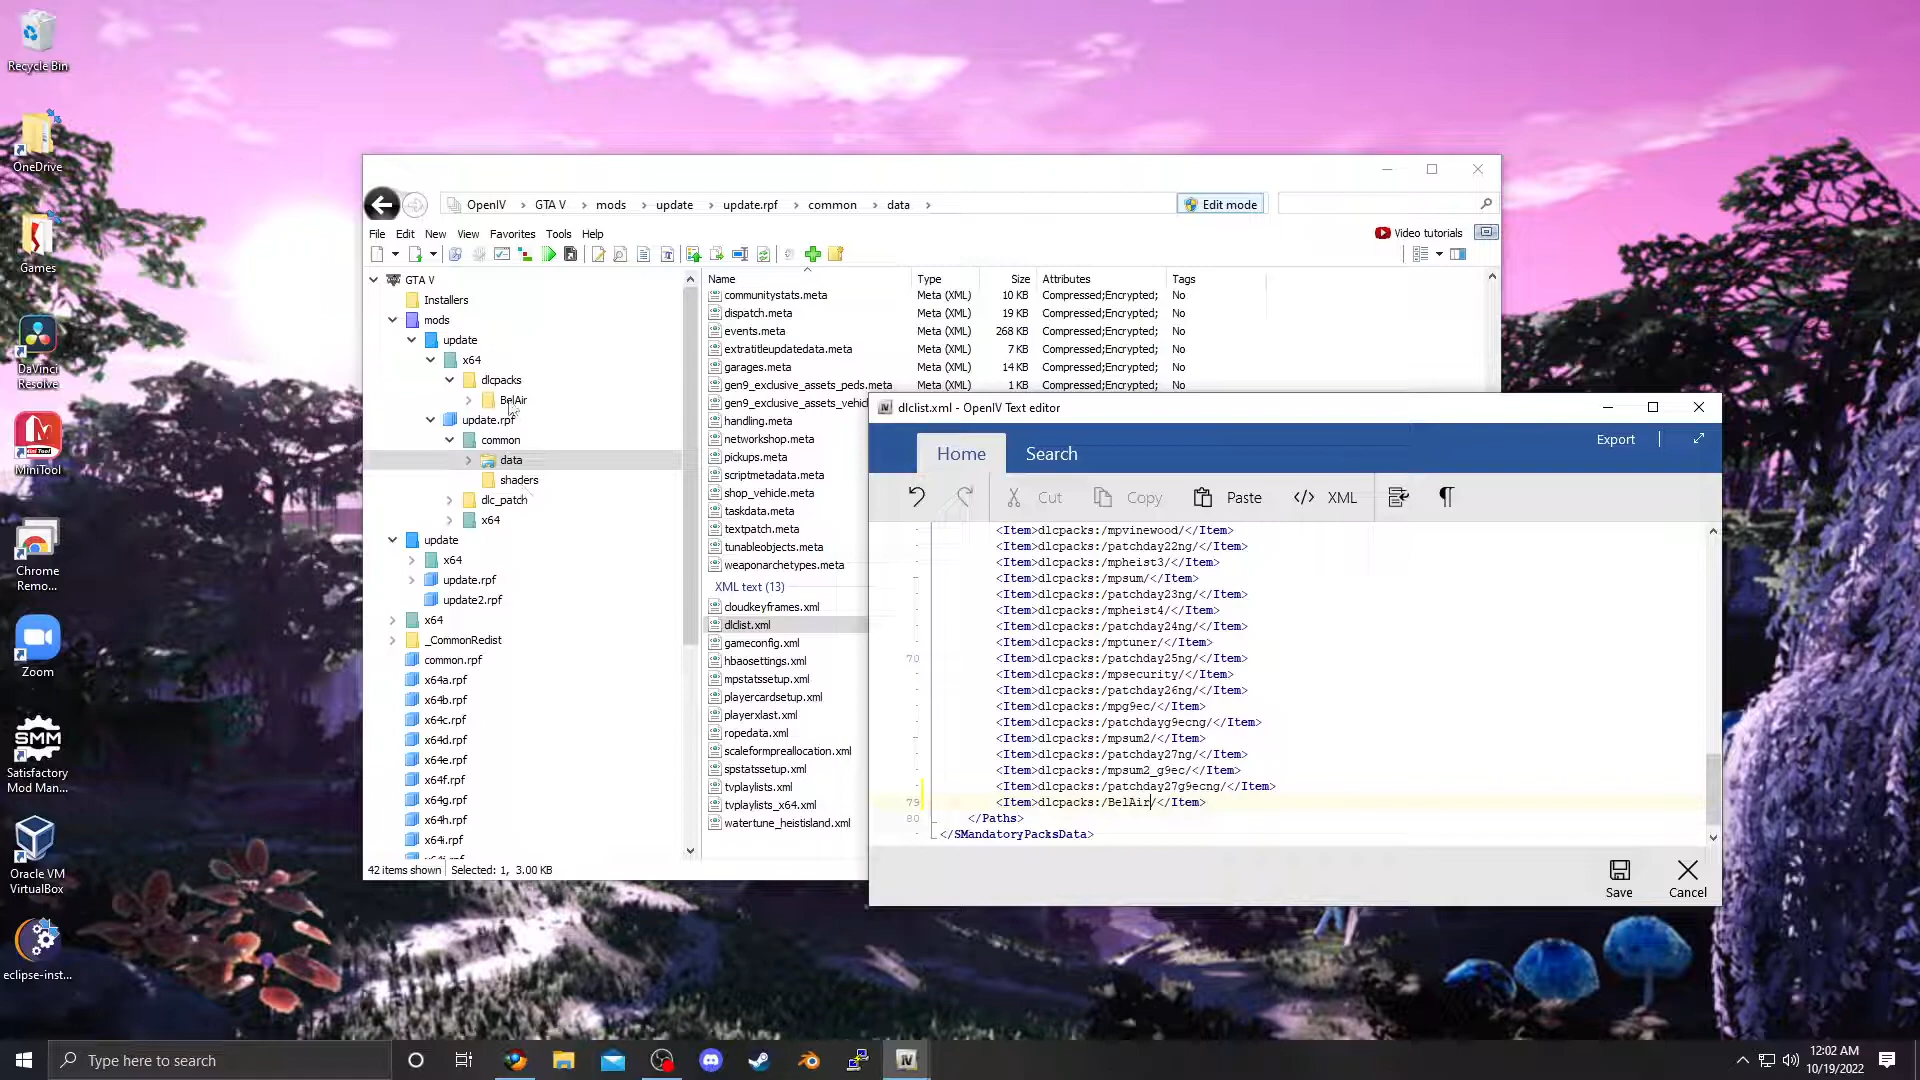 Recycle Bin
OneDrive
Games
DaVinci
Resolve
MiniTool
Chrome
Remo...
Zoom
Satisfactory
Mod Man...
Oracle VM
VirtualBox
eclipse-inst...
OpenIV GTA V mods update update.rpf common data
Edit mode
File Edit New View Favorites Tools Help
Video tutorials
GTA V
Installers
mods
update
x64
dlcpacks
BelAir
update.rpf
common
data
shaders
dlc_patch
x64
update
x64
update.rpf
update2.rpf
x64
_CommonRedist
common.rpf
x64a.rpf
x64b.rpf
x64c.rpf
x64d.rpf
x64e.rpf
x64f.rpf
x64g.rpf
x64h.rpf
x64i.rpf
Name Type Size Attributes Tags
communitystats.meta Meta (XML) 10 KB Compressed;Encrypted; No
dispatch.meta Meta (XML) 19 KB Compressed;Encrypted; No
events.meta Meta (XML) 268 KB Compressed;Encrypted; No
extratitleupdatedata.meta Meta (XML) 7 KB Compressed;Encrypted; No
garages.meta Meta (XML) 14 KB Compressed;Encrypted; No
gen9_exclusive_assets_peds.meta Meta (XML) 1 KB Compressed;Encrypted; No
gen9_exclusive_assets_vehicl
handling.meta
networkshop.meta
pickups.meta
scriptmetadata.meta
shop_vehicle.meta
taskdata.meta
textpatch.meta
tunableobjects.meta
weaponarchetypes.meta
XML text (13)
cloudkeyframes.xml
dlclist.xml
gameconfig.xml
hbaosettings.xml
mpstatssetup.xml
playercardsetup.xml
playerxlast.xml
ropedata.xml
scaleformpreallocation.xml
spstatssetup.xml
tvplaylists.xml
tvplaylists_x64.xml
watertune_heistisland.xml
42 items shown Selected: 1, 3.00 KB
IV dlclist.xml - OpenIV Text editor
Home Search
Export
Cut Copy Paste </> XML ¶
<Item>dlcpacks:/mpvinewood/</Item>
<Item>dlcpacks:/patchday22ng/</Item>
<Item>dlcpacks:/mpheist3/</Item>
<Item>dlcpacks:/mpsum/</Item>
<Item>dlcpacks:/patchday23ng/</Item>
<Item>dlcpacks:/mpheist4/</Item>
<Item>dlcpacks:/patchday24ng/</Item>
<Item>dlcpacks:/mptuner/</Item>
70 <Item>dlcpacks:/patchday25ng/</Item>
<Item>dlcpacks:/mpsecurity/</Item>
<Item>dlcpacks:/patchday26ng/</Item>
<Item>dlcpacks:/mpg9ec/</Item>
<Item>dlcpacks:/patchdayg9ecng/</Item>
<Item>dlcpacks:/mpsum2/</Item>
<Item>dlcpacks:/patchday27ng/</Item>
<Item>dlcpacks:/mpsum2_g9ec/</Item>
<Item>dlcpacks:/patchday27g9ecng/</Item>
79 <Item>dlcpacks:/BelAir/</Item>
80 </Paths>
</SMandatoryPacksData>
Save Cancel
Type here to search
12:02 AM
10/19/2022